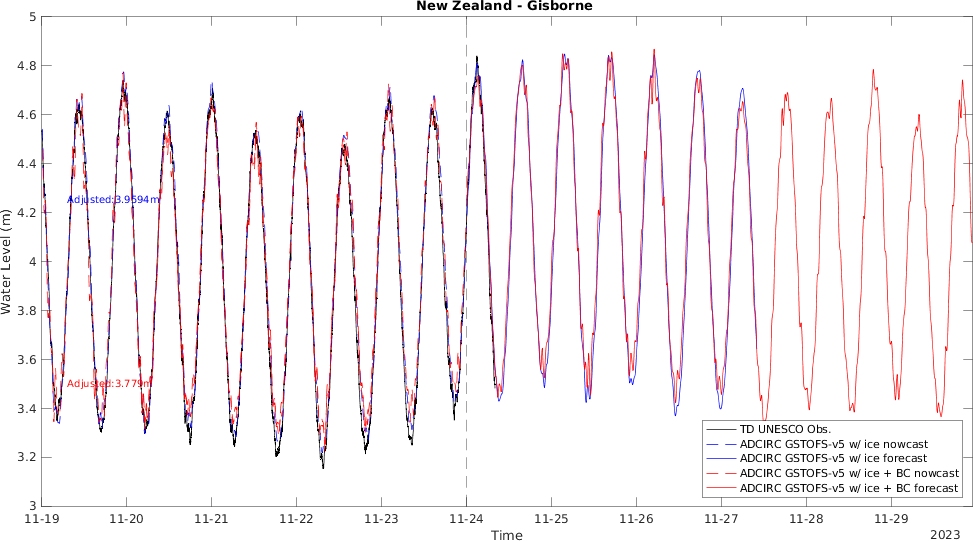 New Zealand - Gisborne
5
4.8
4.6
4.4
4.2
4
3.8
3.6
3.4
3.2
3
Water Level (m)
Adjusted:3.9594m
Adjusted:3.779m
TD UNESCO Obs.
ADCIRC GSTOFS-v5 w/ ice nowcast
ADCIRC GSTOFS-v5 w/ ice forecast
ADCIRC GSTOFS-v5 w/ ice + BC nowcast
ADCIRC GSTOFS-v5 w/ ice + BC forecast
11-19 11-20 11-21 11-22 11-23 11-24 11-25 11-26 11-27 11-28 11-29
Time
2023